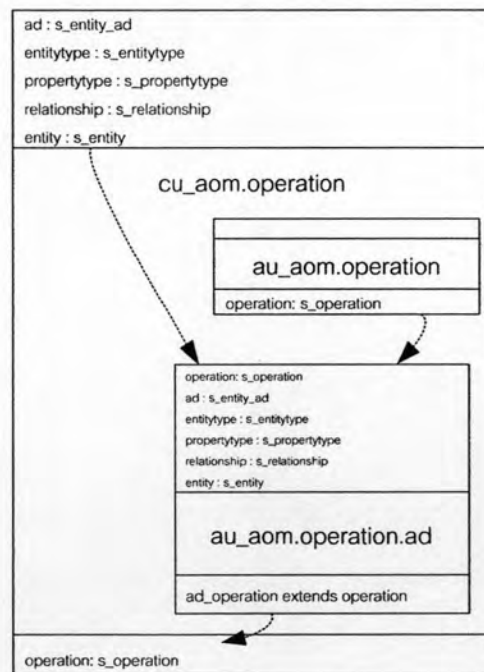 ad : s_entity_ad
entitytype : s_entitytype
propertytype : s_propertytype
relationship : s_relationship
entity : s_entity
cu_aom.operation
au_aom.operation
operation: s_operation
operation: s_operation
ad : s_entity_ad
entitytype : s_entitytype
propertytype : s_propertytype
relationship : s_relationship
entity : s_entity
au_aom.operation.ad
ad_operation extends operation
operation: s_operation